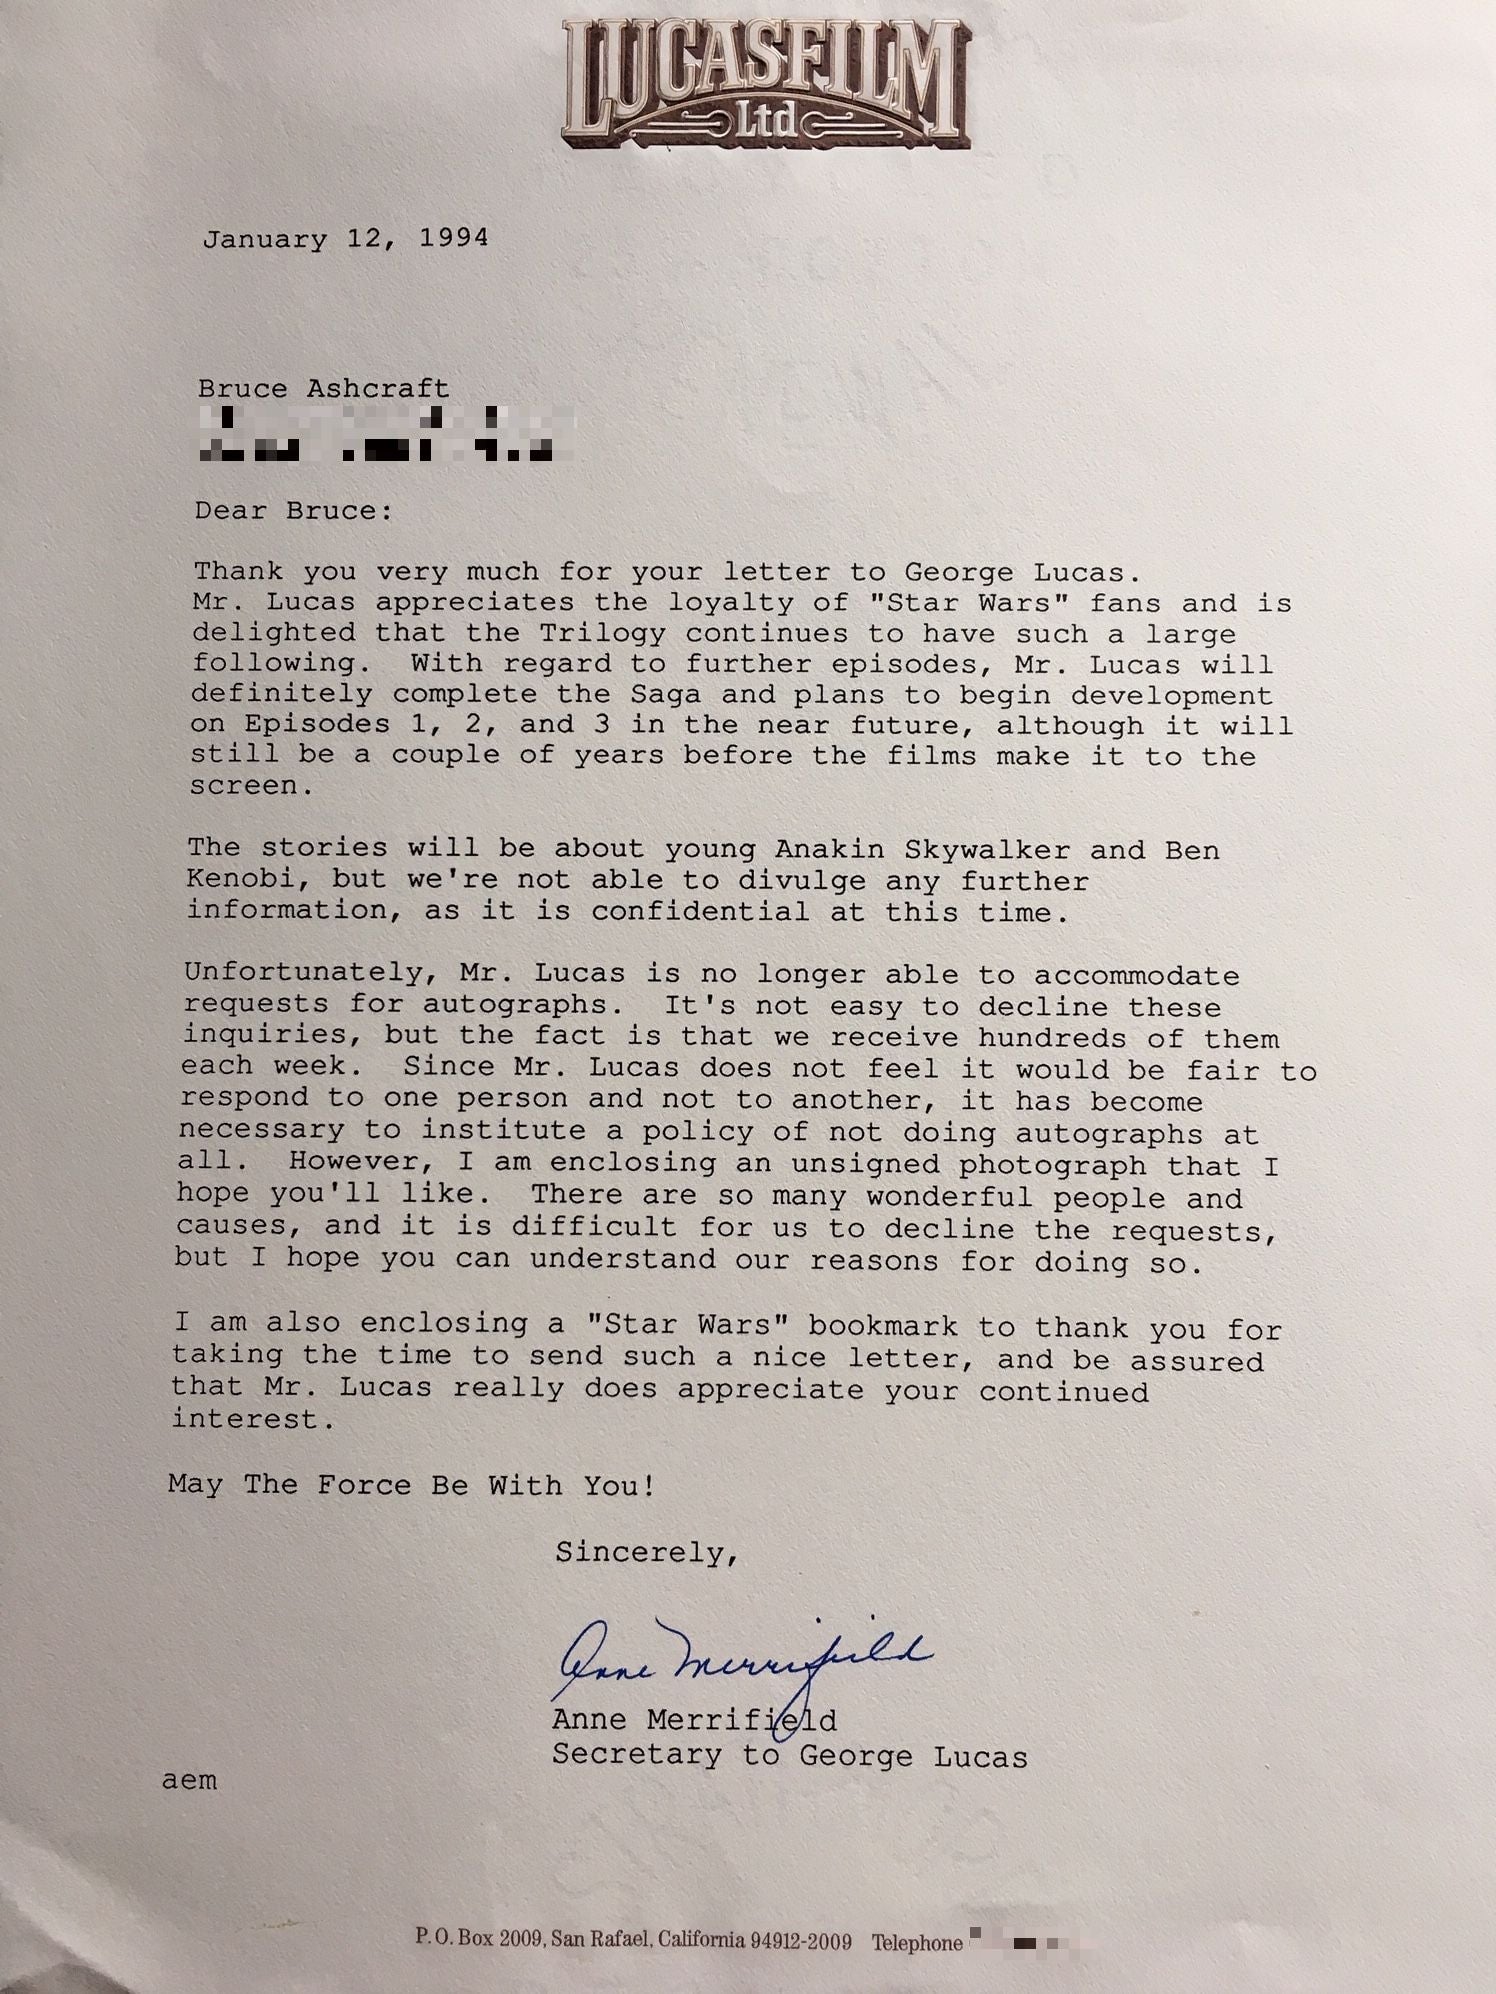 LUCASFILM
Ltd
January 12, 1994
Bruce Ashcraft
Dear Bruce:
Thank you very much for your letter to George Lucas.
Mr. Lucas appreciates the loyalty of "Star Wars" fans and is
delighted that the Trilogy continues to have such a large
following.  With regard to further episodes, Mr. Lucas will
definitely complete the Saga and plans to begin development
on Episodes 1, 2, and 3 in the near future, although it will
still be a couple of years before the films make it to the
screen.
The stories will be about young Anakin Skywalker and Ben
Kenobi, but we're not able to divulge any further
information, as it is confidential at this time.
Unfortunately, Mr. Lucas is no longer able to accommodate
requests for autographs.  It's not easy to decline these
inquiries, but the fact is that we receive hundreds of them
each week.  Since Mr. Lucas does not feel it would be fair to
respond to one person and not to another, it has become
necessary to institute a policy of not doing autographs at
all.  However, I am enclosing an unsigned photograph that I
hope you'll like.  There are so many wonderful people and
causes, and it is difficult for us to decline the requests,
but I hope you can understand our reasons for doing so.
I am also enclosing a "Star Wars" bookmark to thank you for
taking the time to send such a nice letter, and be assured
that Mr. Lucas really does appreciate your continued
interest.
May The Force Be With You!
Sincerely,
Anne Merrifield
Anne Merrifield
Secretary to George Lucas
aem
P.O. Box 2009, San Rafael, California 94912-2009 Telephone